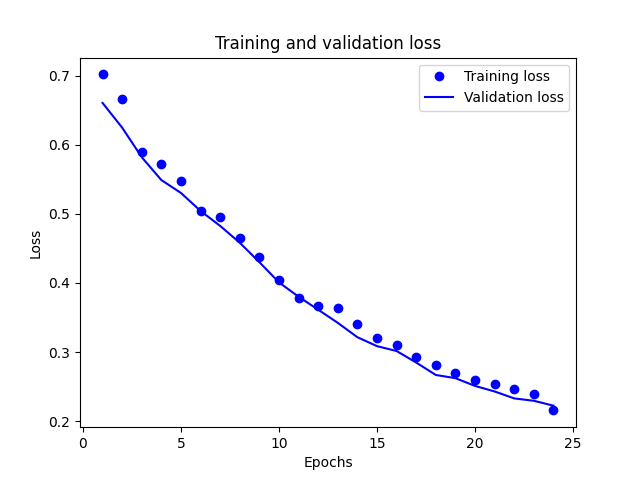 Training and validation loss
Training loss
Validation loss
Loss
0.7
0.6
0.5
0.4
0.3
0.2
0 5 10 15 20 25
Epochs